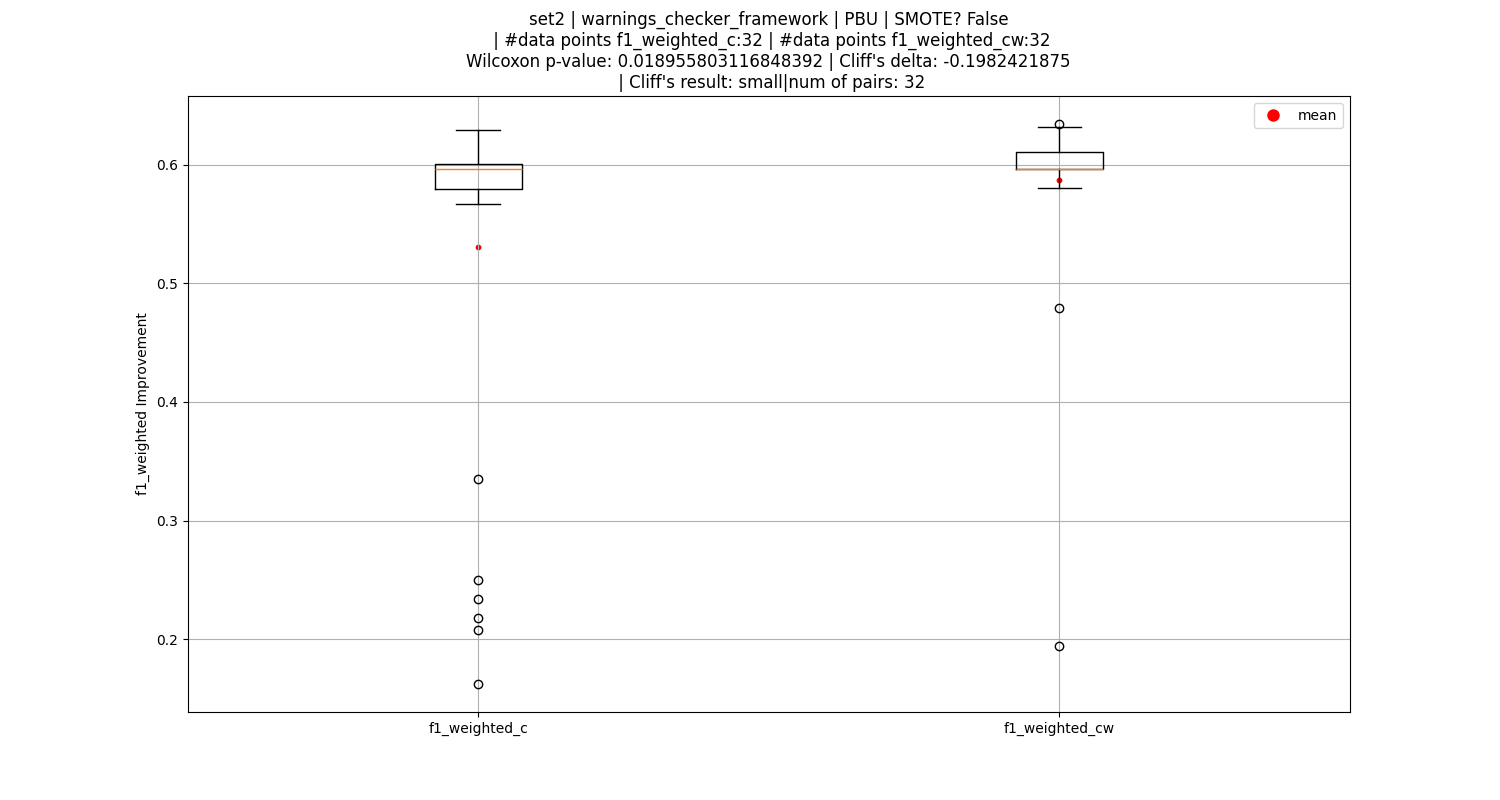 set2 | warnings_checker_framework | PBU | SMOTE? False
| #data points f1_weighted_c:32 | #data points f1_weighted_cw:32
Wilcoxon p-value: 0.018955803116848392 | Cliff's delta: -0.1982421875
| Cliff's result: small|num of pairs: 32
mean
f1_weighted Improvement
0.6
0.5
0.4
0.3
0.2
f1_weighted_c
f1_weighted_cw